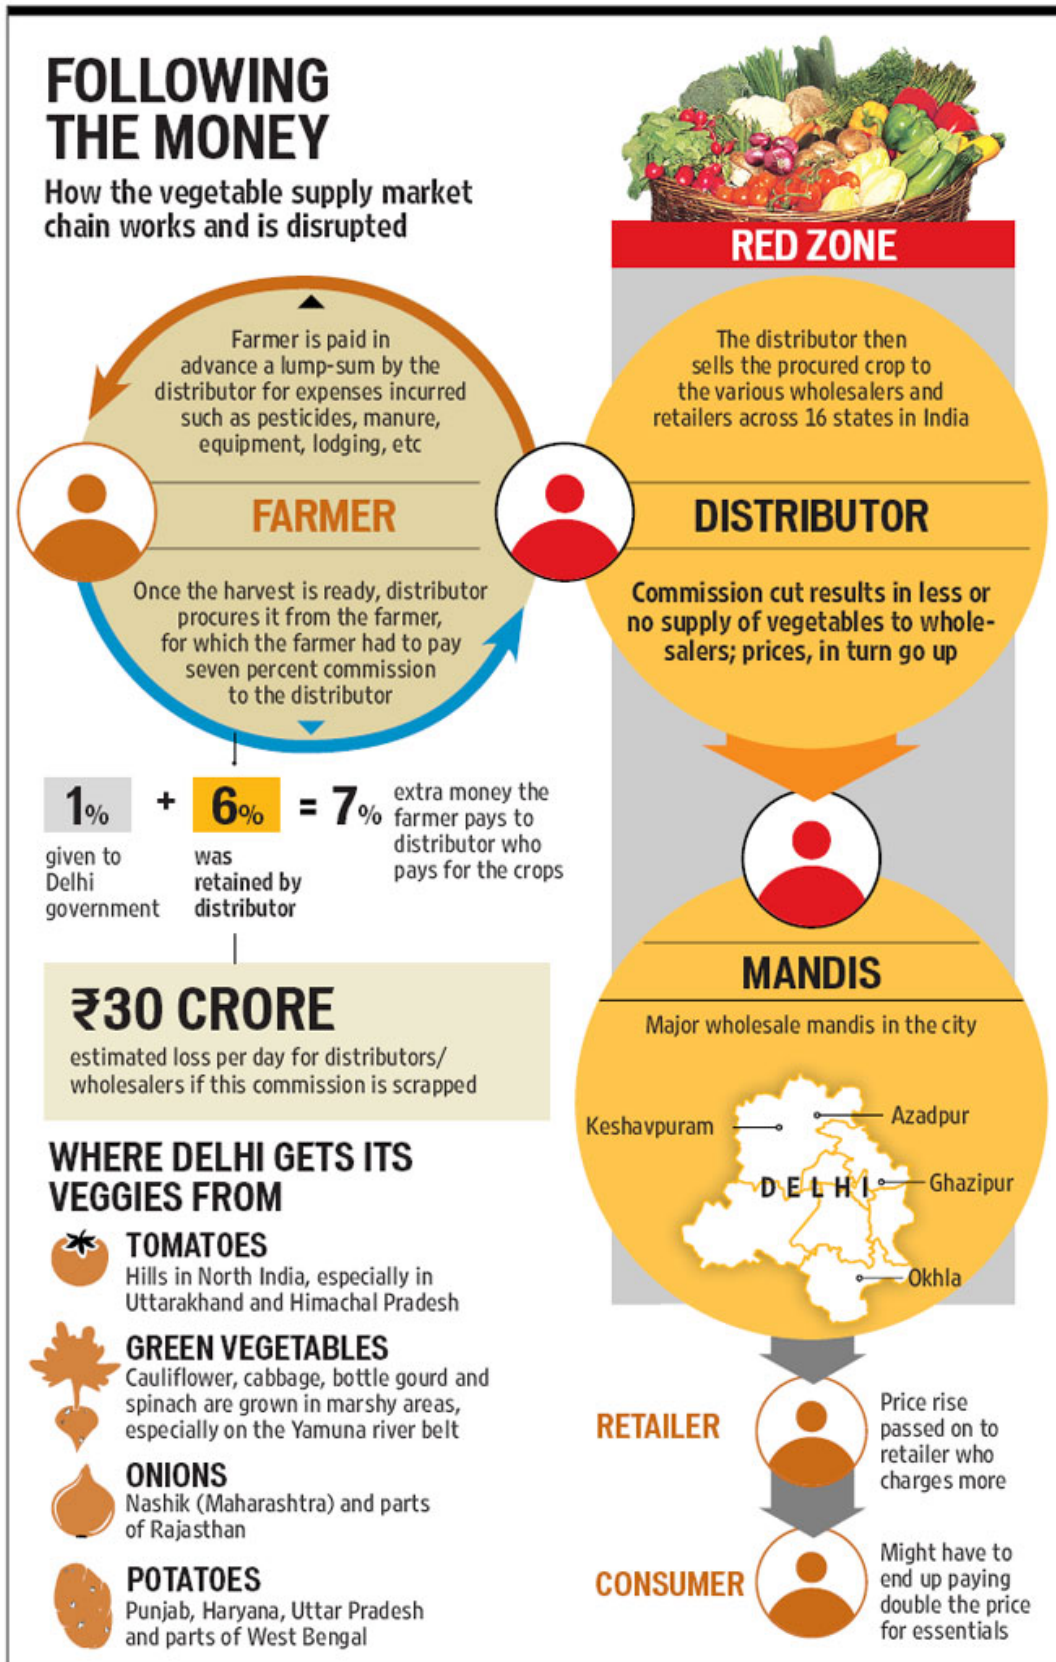 FOLLOWING
THE MONEY
How the vegetable supply market
chain works and is disrupted
RED ZONE
Farmer is paid in
advance a lump-sum by the
distributor for expenses incurred
such as pesticides, manure,
equipment, lodging, etc
FARMER
Once the harvest is ready, distributor
procures it from the farmer,
for which the farmer had to pay
seven percent commission
to the distributor
The distributor then
sells the procured crop to
the various wholesalers and
retailers across 16 states in India
DISTRIBUTOR
Commission cut results in less or
no supply of vegetables to whole-
salers; prices, in turn go up
1% + 6% = 7%
given to
Delhi
government
was
retained by
distributor
extra money the
farmer pays to
distributor who
pays for the crops
₹30 CRORE
estimated loss per day for distributors/
wholesalers if this commission is scrapped
MANDIS
Major wholesale mandis in the city
Keshavpuram
Azadpur
DELHI
Ghazipur
Okhla
WHERE DELHI GETS ITS
VEGGIES FROM
TOMATOES
Hills in North India, especially in
Uttarakhand and Himachal Pradesh
GREEN VEGETABLES
Cauliflower, cabbage, bottle gourd and
spinach are grown in marshy areas,
especially on the Yamuna river belt
ONIONS
Nashik (Maharashtra) and parts
of Rajasthan
POTATOES
Punjab, Haryana, Uttar Pradesh
and parts of West Bengal
RETAILER
Price rise
passed on to
retailer who
charges more
CONSUMER
Might have to
end up paying
double the price
for essentials